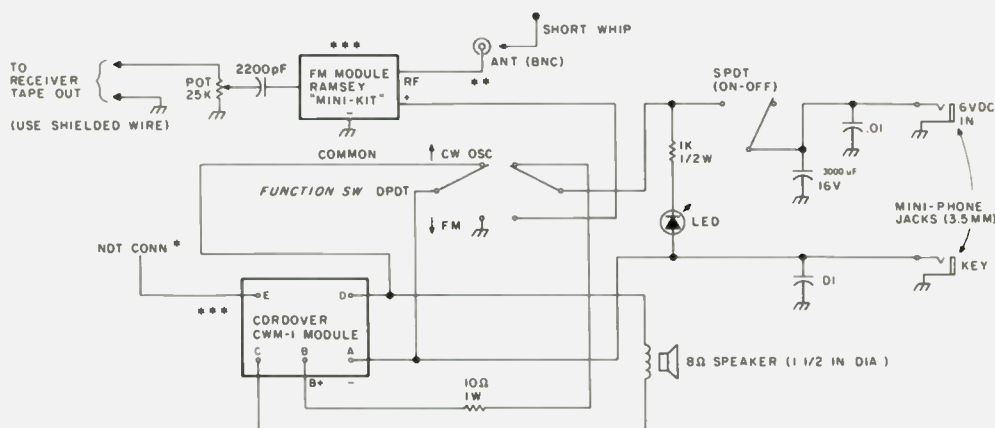 SHORT WHIP
***
TO
RECEIVER
TAPE OUT
(USE SHIELDED WIRE)
POT
25K
2200pF
FM MODULE
RAMSEY
"MINI-KIT"
-
RF
+
ANT (BNC)
**
SPDT
(ON-OFF)
6VDC
IN
.01
3000 uF
16V
1K
1/2W
COMMON
CW OSC
FUNCTION SW DPDT
FM
LED
MINI-PHONE
JACKS (3.5MM)
KEY
.01
NOT CONN *
***
E
D
CORDOVER
CWM-1 MODULE
C
B
A
B+
-
10Ω
1W
8Ω SPEAKER (1 1/2 IN DIA)